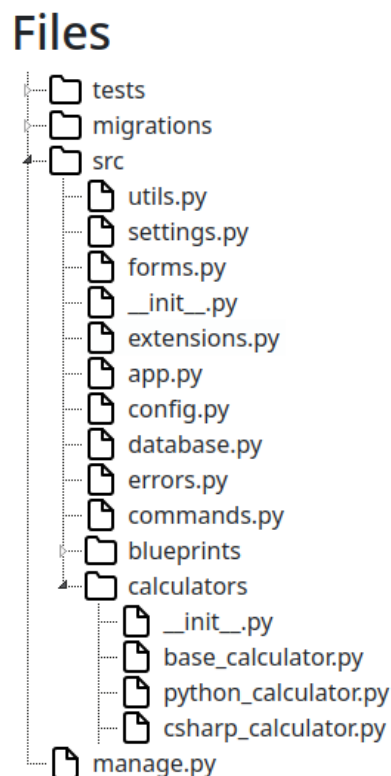 Files
tests
migrations
src
utils.py
settings.py
forms.py
__init__.py
extensions.py
app.py
config.py
database.py
errors.py
commands.py
blueprints
calculators
__init__.py
base_calculator.py
python_calculator.py
csharp_calculator.py
manage.py